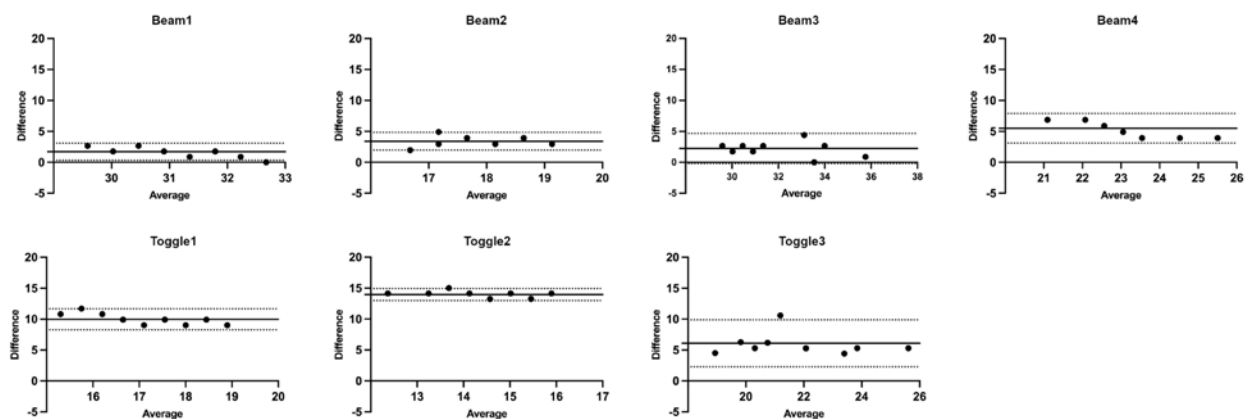 Beam1
20
15
10
5
0
-5
Difference
30 31 32 33
Average
Beam2
20
15
10
5
0
-5
Difference
17 18 19 20
Average
Beam3
20
15
10
5
0
-5
Difference
30 32 34 36 38
Average
Beam4
20
15
10
5
0
-5
Difference
21 22 23 24 25 26
Average
Toggle1
20
15
10
5
0
-5
Difference
16 17 18 19 20
Average
Toggle2
20
15
10
5
0
-5
Difference
13 14 15 16 17
Average
Toggle3
20
15
10
5
0
-5
Difference
20 22 24 26
Average